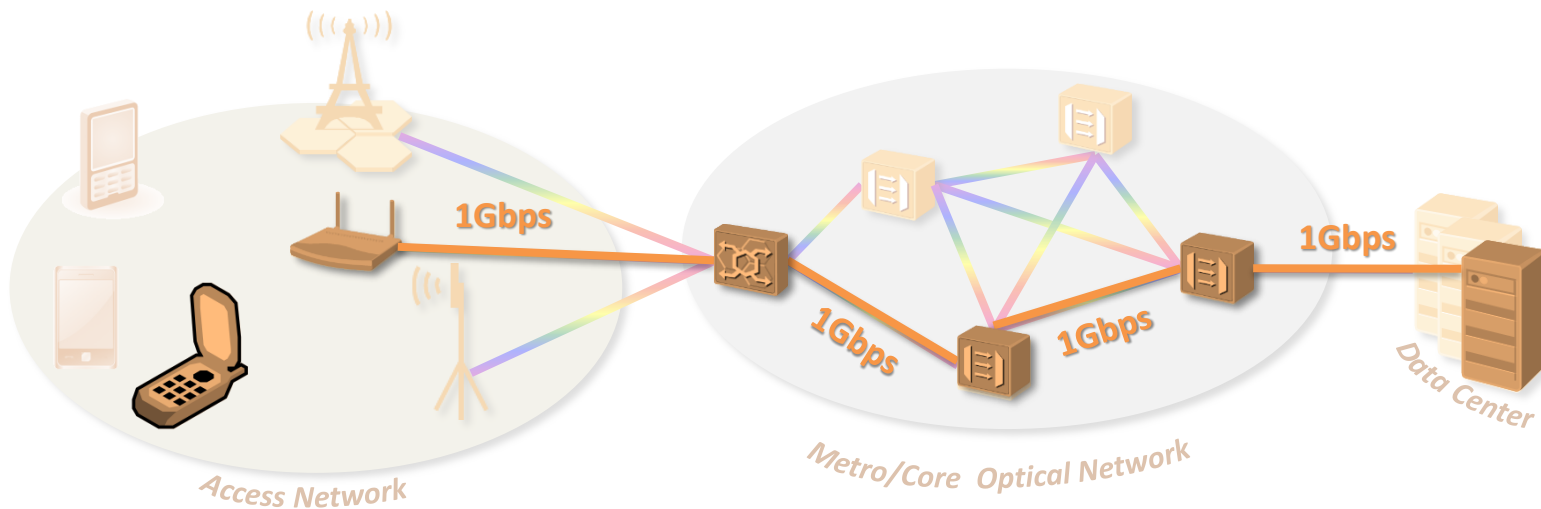 1Gbps
1Gbps
1Gbps
1Gbps
Access Network
Metro/Core Optical Network
Data Center